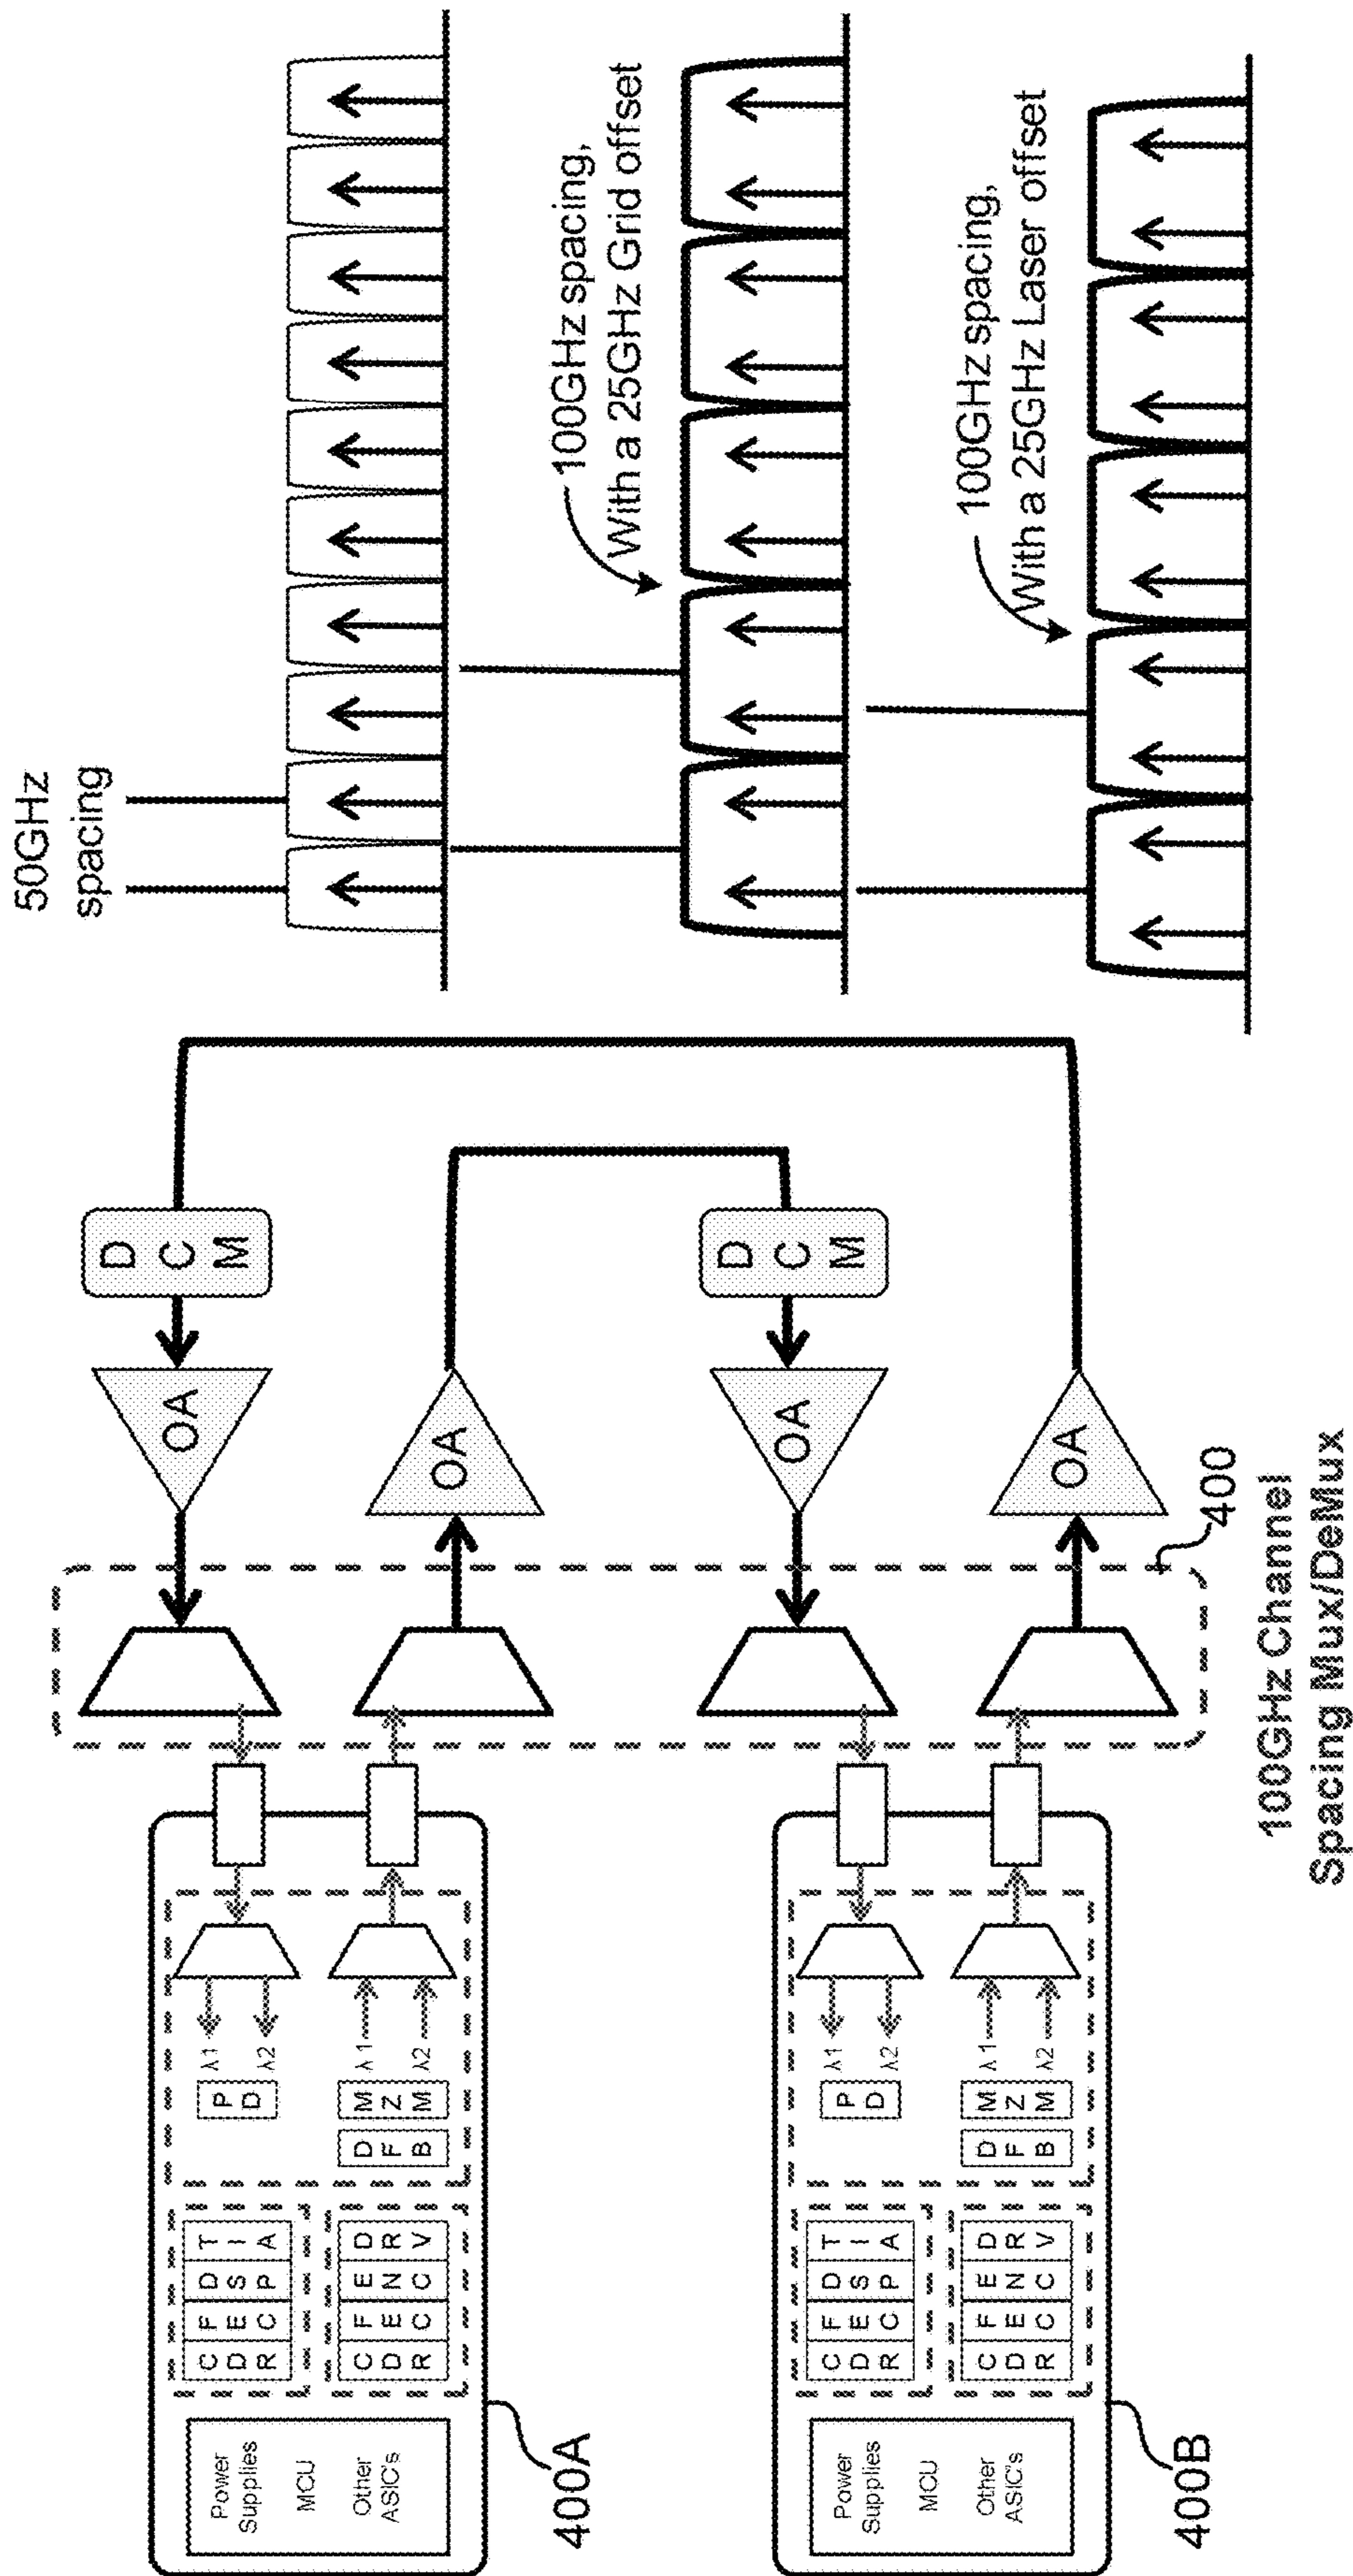 Power
Supplies
MCU
Other
ASIC's
CDR
FEC
DSP
TIA
CDR
FEC
ENC
DRV
PD
λ1
λ2
DFB
MZM
λ1
λ2
400A
OA
DCM
OA
Power
Supplies
MCU
Other
ASIC's
CDR
FEC
DSP
TIA
CDR
FEC
ENC
DRV
PD
λ1
λ2
DFB
MZM
λ1
λ2
400B
OA
DCM
OA
400
100GHz Channel
Spacing Mux/DeMux
50GHz
spacing
100GHz spacing,
With a 25GHz Grid offset
100GHz spacing,
With a 25GHz Laser offset